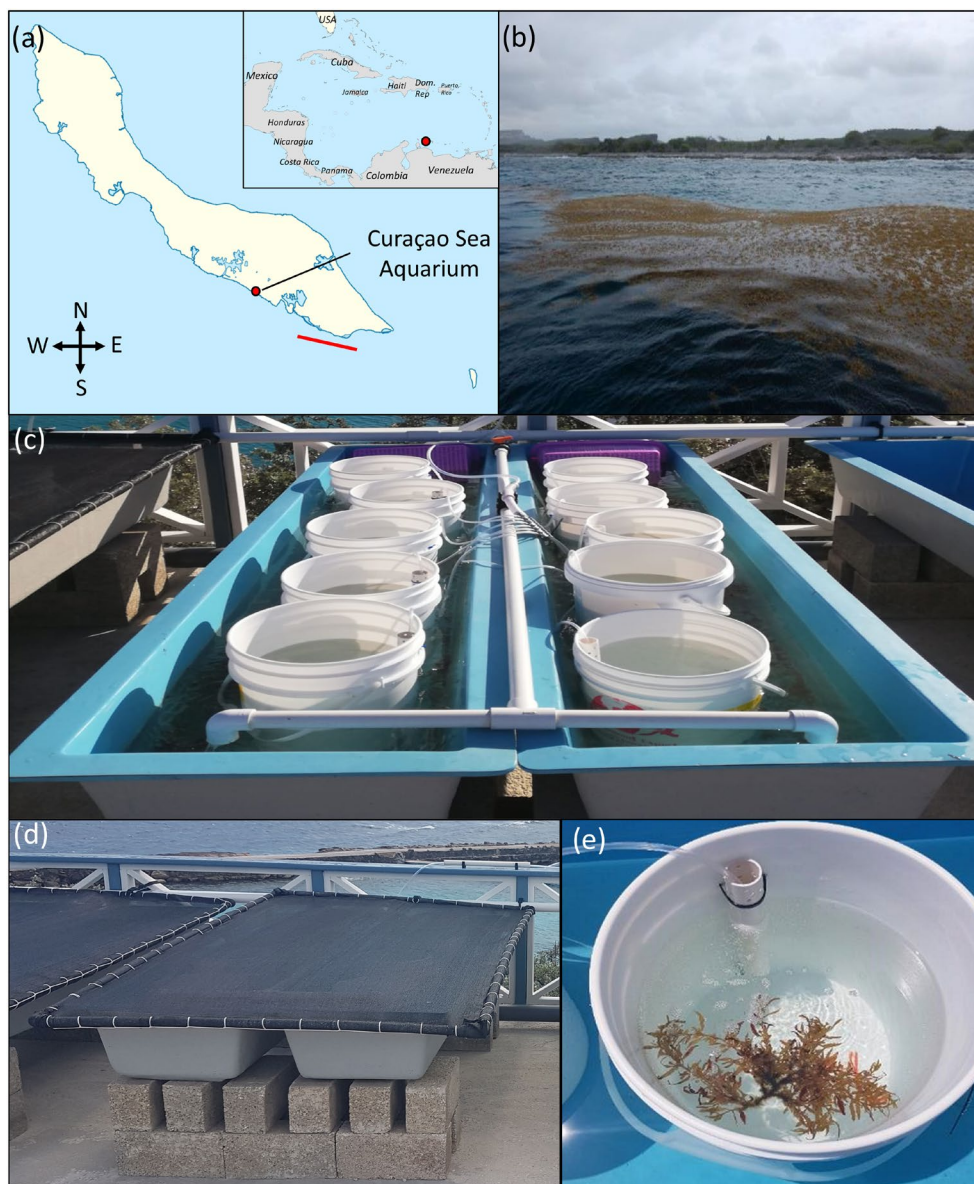 (a)
USA
Cuba
Mexico
Haiti
Dom.
Rep
Puerto
Rico
Jamaica
Honduras
Nicaragua
Costa Rica
Panama
Colombia
Venezuela
Curaçao Sea
Aquarium
N
W
E
S
(b)
(c)
(d)
(e)